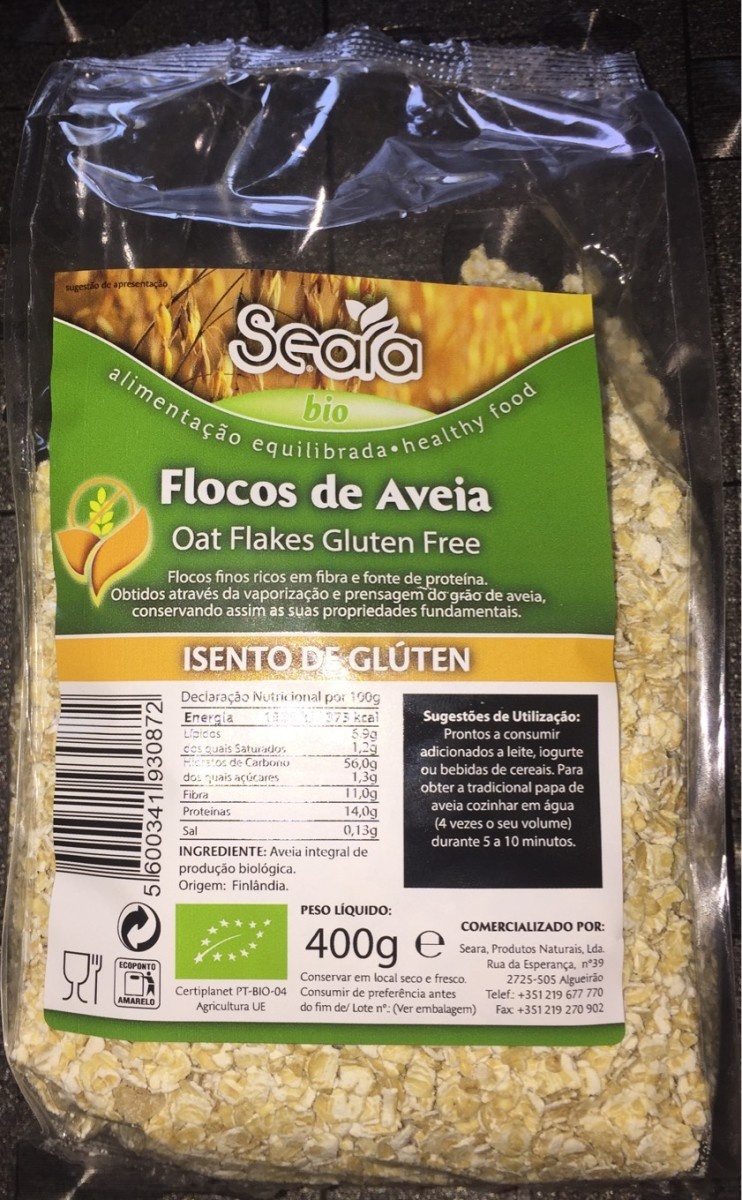 sugestão de apresentação
Seara
bio
alimentação equilibrada • healthy food
Flocos de Aveia
Oat Flakes Gluten Free
Flocos finos ricos em fibra e fonte de proteína.
Obtidos através da vaporização e prensagem do grão de aveia,
conservando assim as suas propriedades fundamentais.
ISENTO DE GLÚTEN
Declaração Nutricional por 100g
Energia 373 kcal
Lípidos 5,9g
dos quais Saturados 1,2g
Hidratos de Carbono 56,0g
dos quais açúcares 1,3g
Fibra 11,0g
Proteínas 14,0g
Sal 0,13g
INGREDIENTE: Aveia integral de
produção biológica.
Origem: Finlândia.
Sugestões de Utilização:
Prontos a consumir
adicionados a leite, iogurte
ou bebidas de cereais. Para
obter a tradicional papa de
aveia cozinhar em água
(4 vezes o seu volume)
durante 5 a 10 minutos.
5 600341 930872
ECOPONTO
AMARELO
Certiplanet PT-BIO-04
Agricultura UE
PESO LÍQUIDO:
400g e
Conservar em local seco e fresco.
Consumir de preferência antes
do fim de/ Lote nº: (Ver embalagem)
COMERCIALIZADO POR:
Seara, Produtos Naturais, Lda.
Rua da Esperança, nº39
2725-505 Algueirão
Telef.: +351 219 677 770
Fax: +351 219 270 902